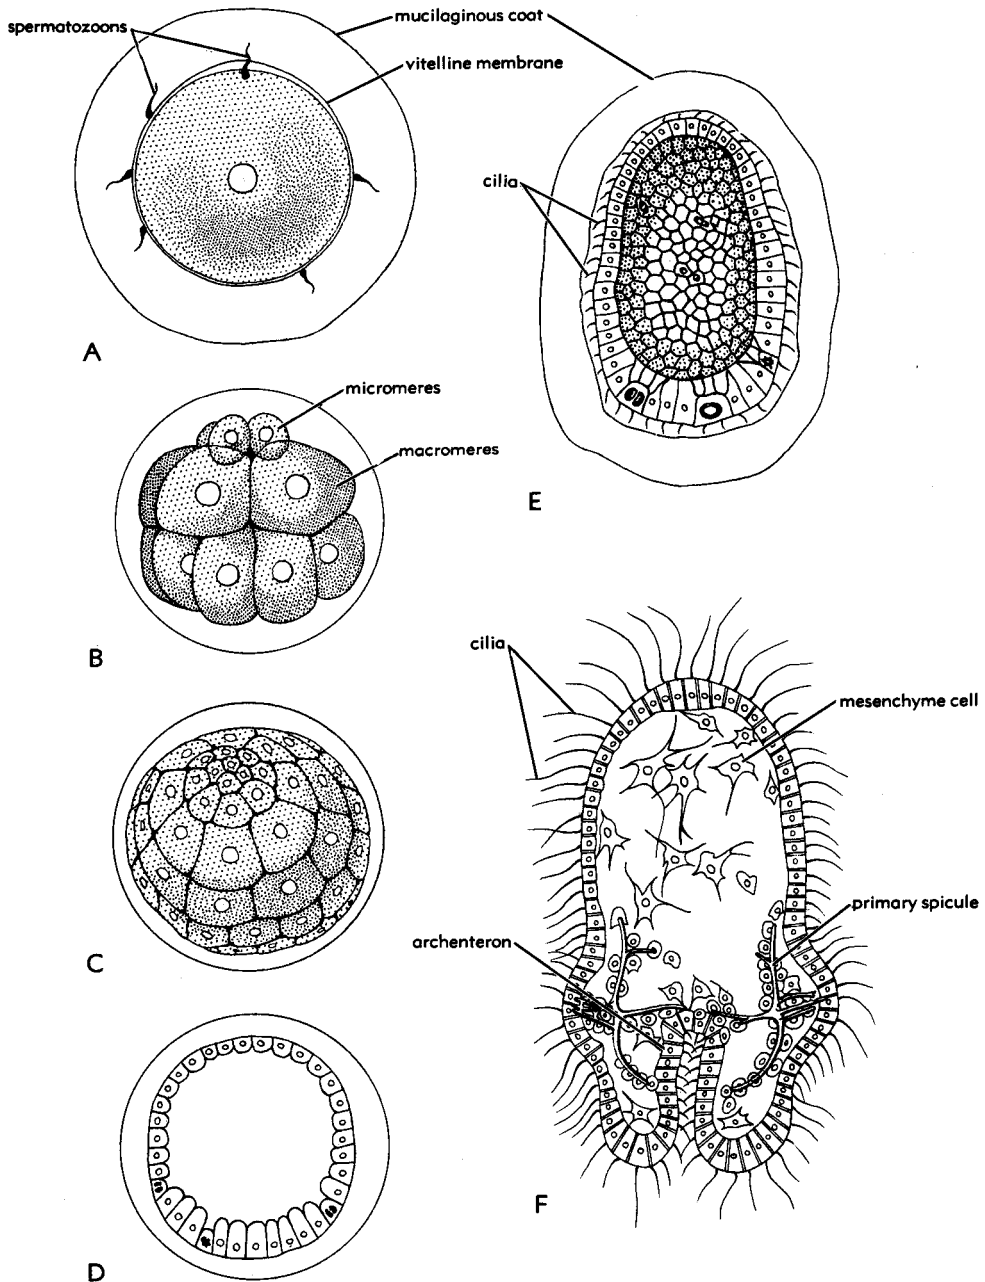 spermatozoons
mucilaginous coat
vitelline membrane
A
cilia
E
micromeres
macromeres
B
cilia
mesenchyme cell
primary spicule
archenteron
C
F
D